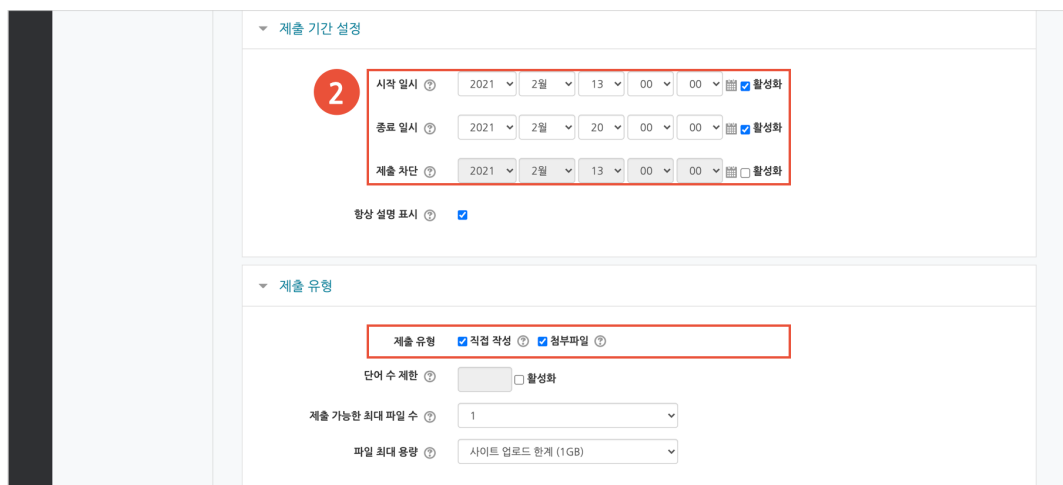 제출 기간 설정
2
시작 일시 2021 2월 13 00 00 활성화
종료 일시 2021 2월 20 00 00 활성화
제출 차단 2021 2월 13 00 00 활성화
항상 설명 표시
제출 유형
제출 유형 직접 작성 첨부파일
단어 수 제한 활성화
제출 가능한 최대 파일 수 1
파일 최대 용량 사이트 업로드 한계 (1GB)